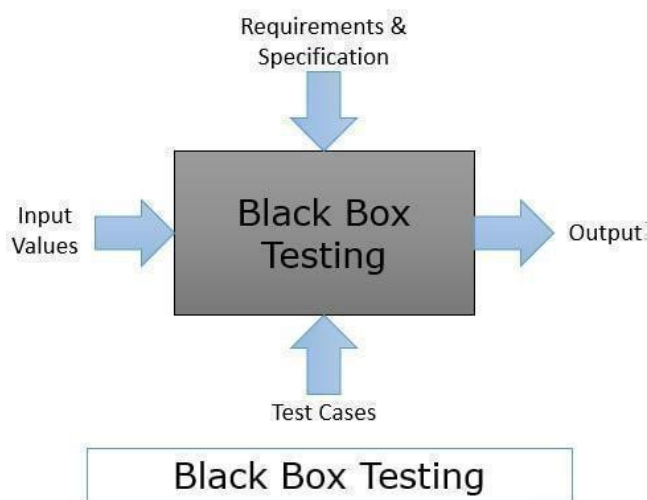 Requirements &
Specification
Input
Values
Black Box
Testing
Output
Test Cases
Black Box Testing